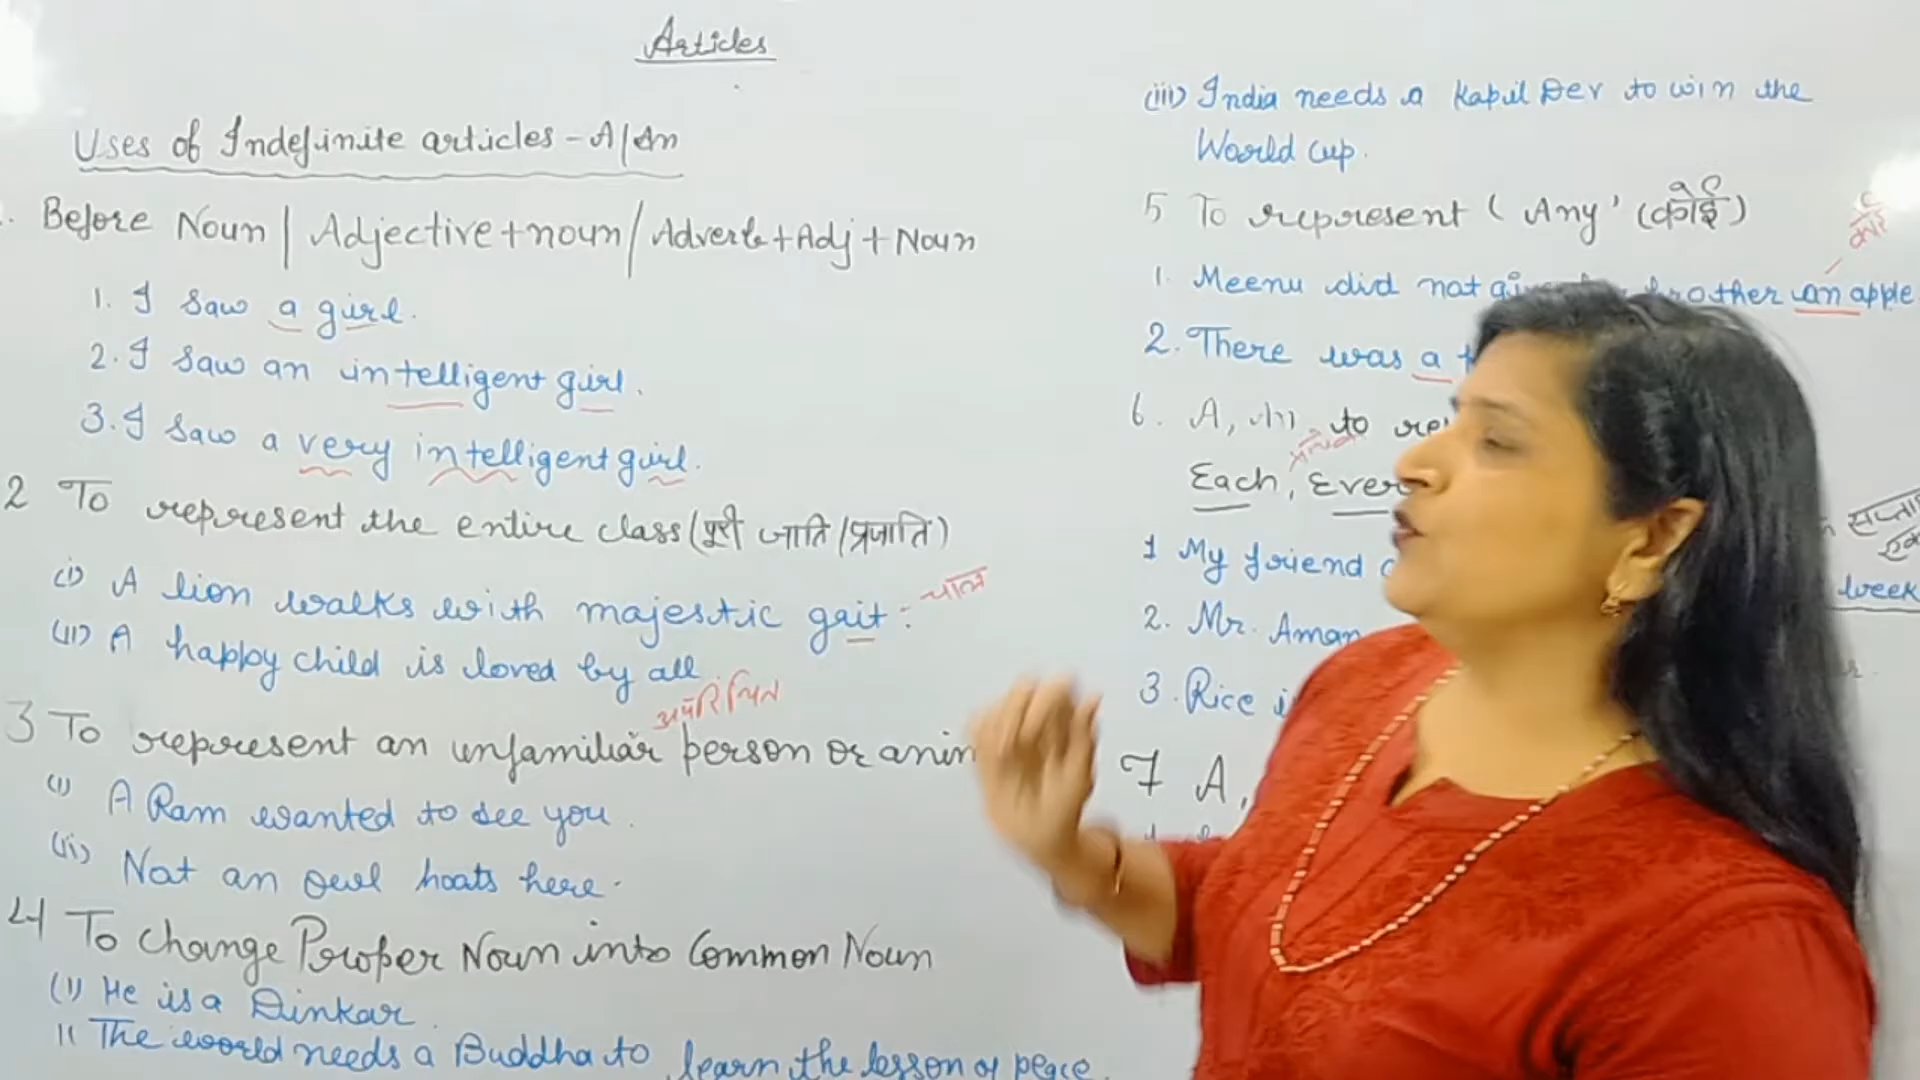 Articles
Uses of Indefinite articles - A/An
. Before Noun / Adjective+noun / Adverb+Adj+Noun
1. I saw a girl.
2. I saw an intelligent girl.
3. I saw a very intelligent girl.
2 To represent the entire class (पूरी जाति/प्रजाति)
(i) A lion walks with majestic gait. चाल
(ii) A happy child is loved by all
अपरिचित
3 To represent an unfamiliar person or anim
(i) A Ram wanted to see you.
(ii) Not an owl hoots here.
4 To change Proper Noun into Common Noun
(i) He is a Dinkar.
ii The world needs a Buddha to learn the lesson of peace.
(iii) India needs a Kapil Dev to win the
World cup.
5 To represent 'Any' (कोई)
कोई
1. Meenu did not brother an apple
2. There was a
6. A, An to re
प्रत्येक
Each, Ever
सप्ताह
1 My friend week
2. Mr. Aman
3. Rice i
7 A,